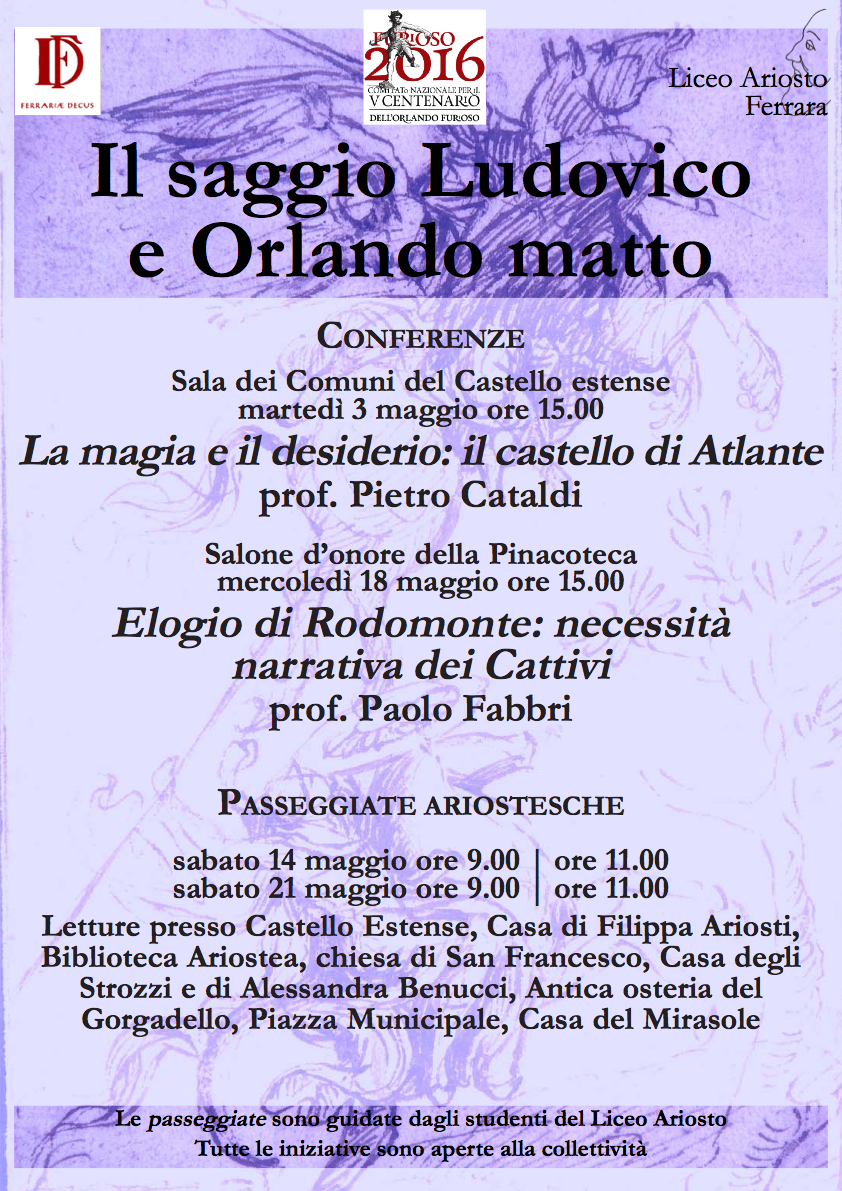 FD
FERRARIÆ DECUS
FURIOSO
2016
COMITATO NAZIONALE PER IL
V CENTENARIO
DELL'ORLANDO FURIOSO
Liceo Ariosto
Ferrara
Il saggio Ludovico
e Orlando matto
CONFERENZE
Sala dei Comuni del Castello estense
martedì 3 maggio ore 15.00
La magia e il desiderio: il castello di Atlante
prof. Pietro Cataldi
Salone d'onore della Pinacoteca
mercoledì 18 maggio ore 15.00
Elogio di Rodomonte: necessità
narrativa dei Cattivi
prof. Paolo Fabbri
PASSEGGIATE ARIOSTESCHE
sabato 14 maggio ore 9.00 | ore 11.00
sabato 21 maggio ore 9.00 | ore 11.00
Letture presso Castello Estense, Casa di Filippa Ariosti,
Biblioteca Ariostea, chiesa di San Francesco, Casa degli
Strozzi e di Alessandra Benucci, Antica osteria del
Gorgadello, Piazza Municipale, Casa del Mirasole
Le passeggiate sono guidate dagli studenti del Liceo Ariosto
Tutte le iniziative sono aperte alla collettività